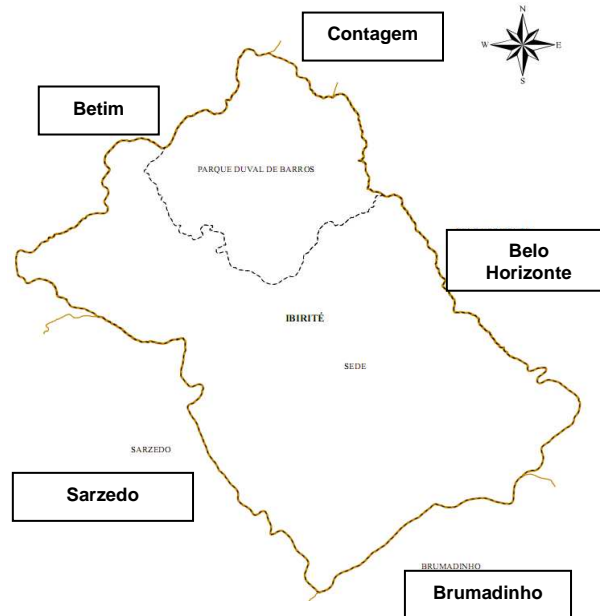 N
Contagem
W
E
S
Betim
PARQUE DUVAL DE BARROS
Belo
Horizonte
IBIRITÉ
SEDE
SARZEDO
Sarzedo
BRUMADINHO
Brumadinho